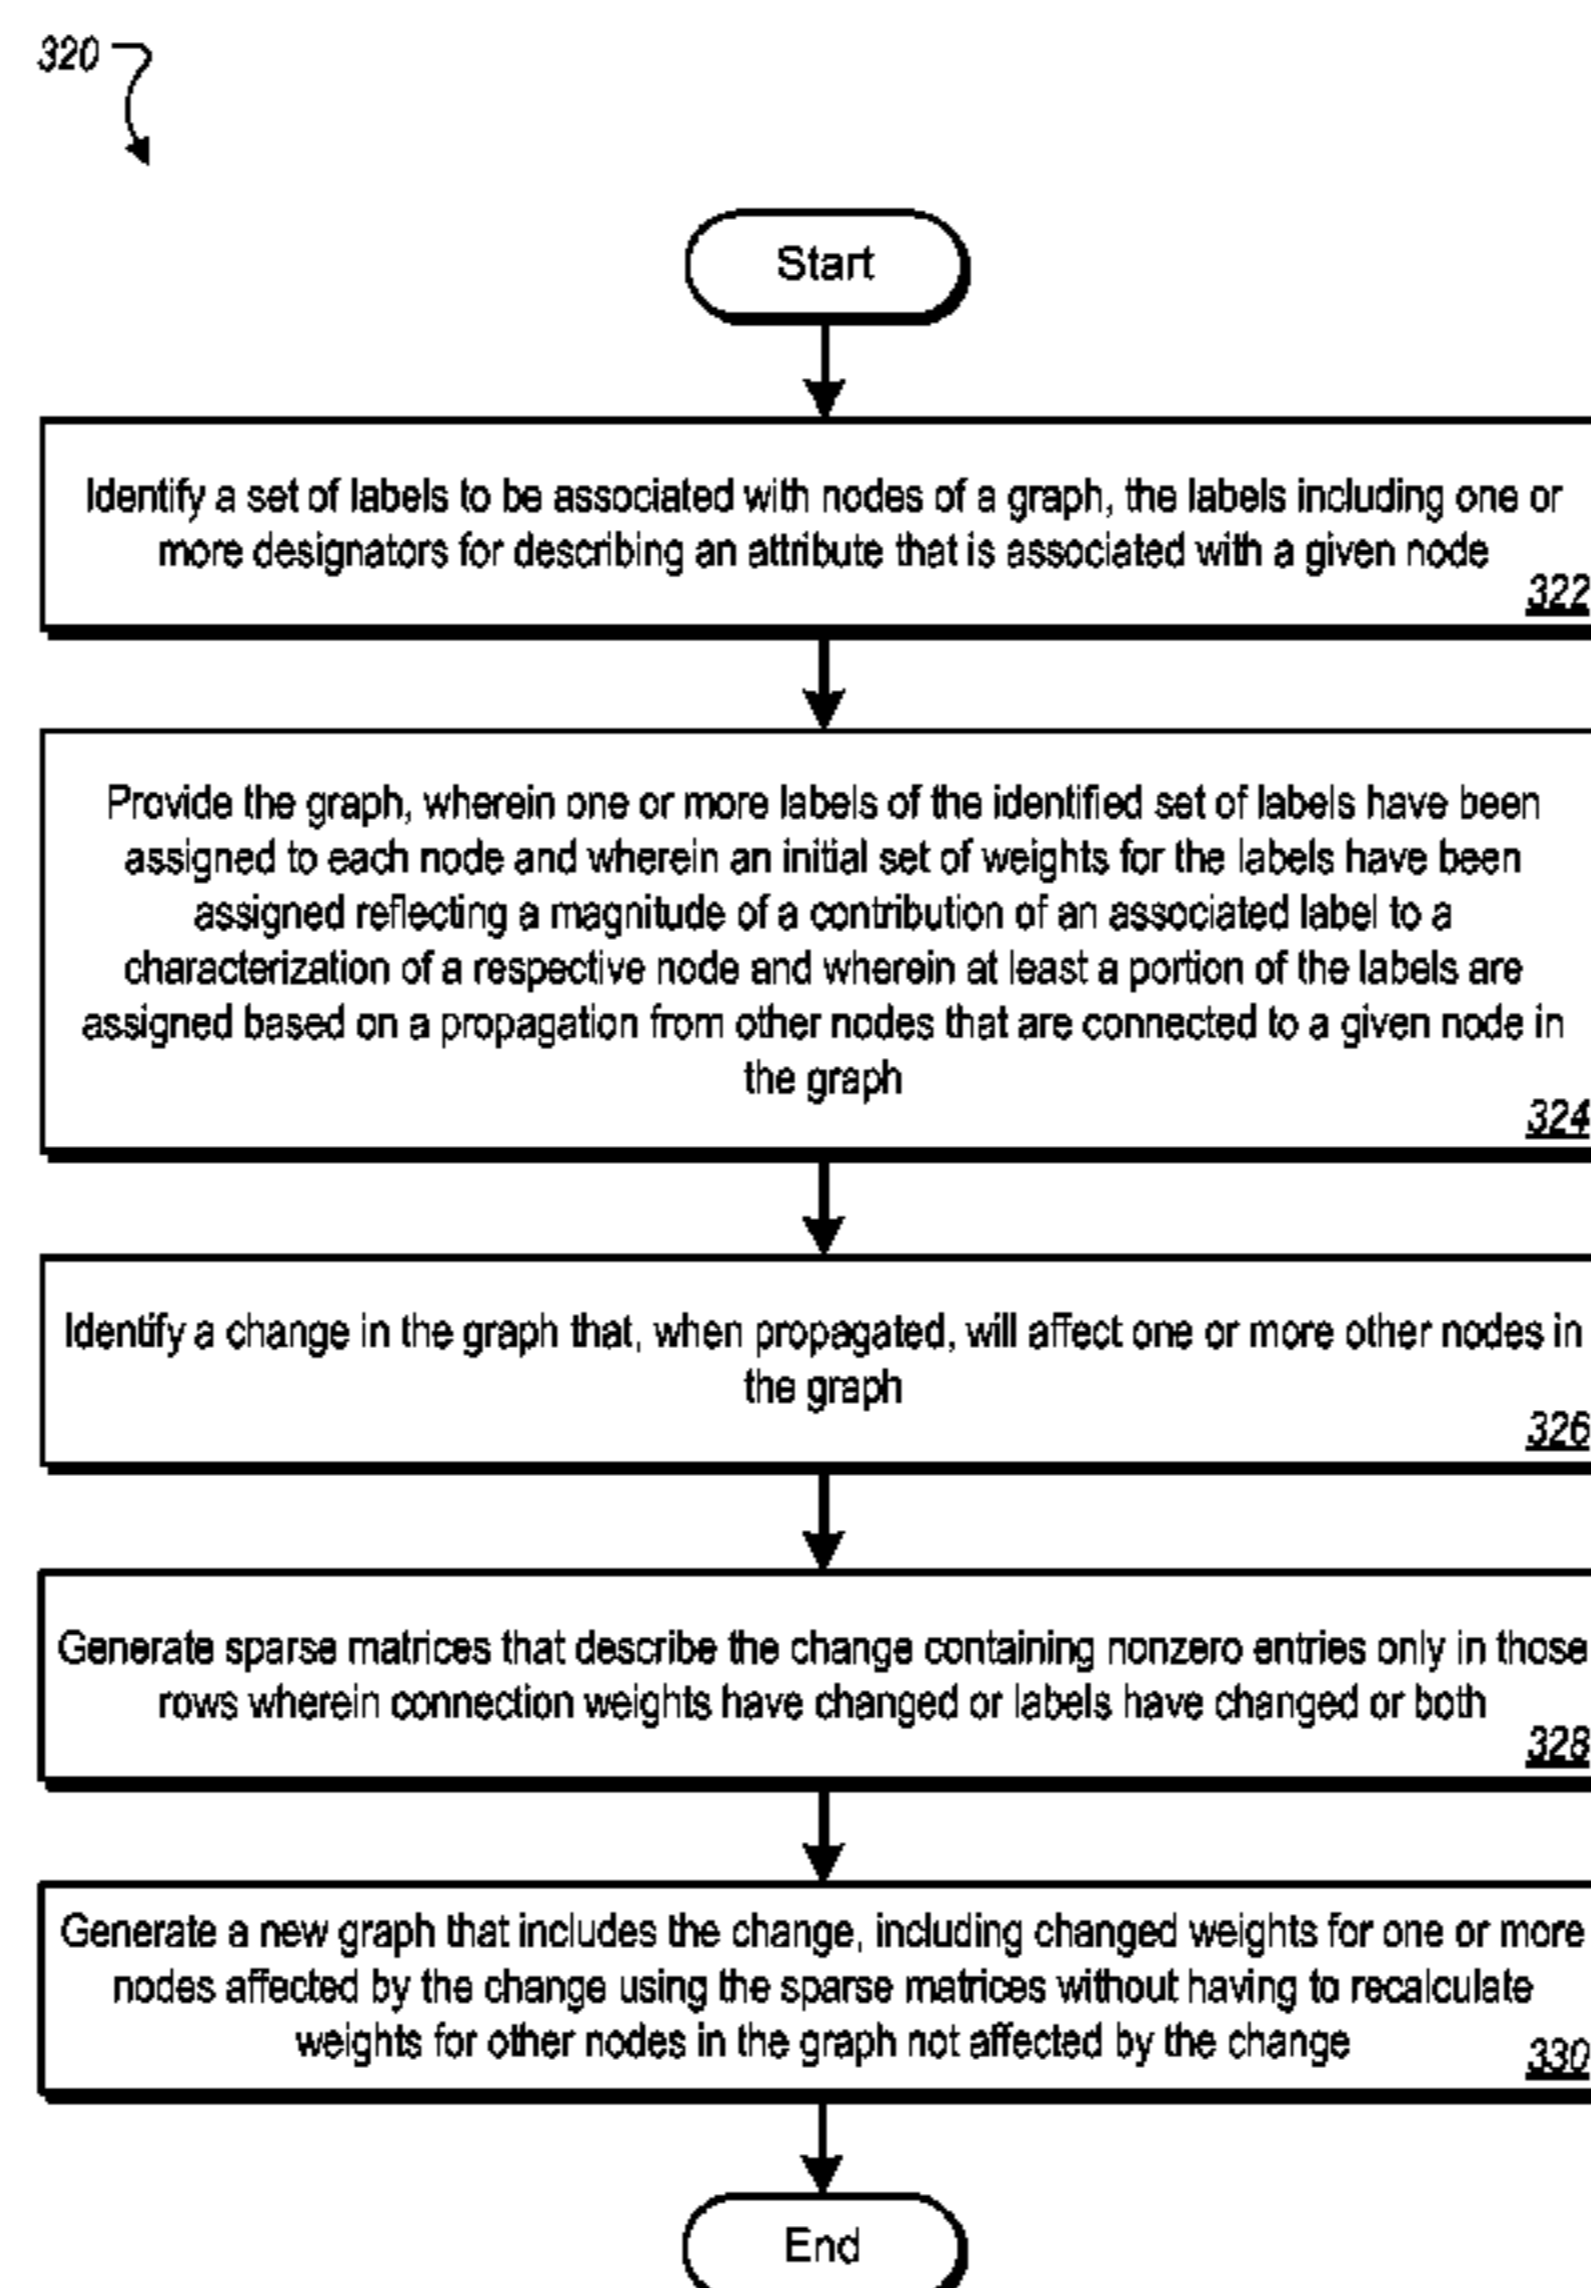 320
Start
Identify a set of labels to be associated with nodes of a graph, the labels including one or
more designators for describing an attribute that is associated with a given node
322
Provide the graph, wherein one or more labels of the identified set of labels have been
assigned to each node and wherein an initial set of weights for the labels have been
assigned reflecting a magnitude of a contribution of an associated label to a
characterization of a respective node and wherein at least a portion of the labels are
assigned based on a propagation from other nodes that are connected to a given node in
the graph
324
Identify a change in the graph that, when propagated, will affect one or more other nodes in
the graph
326
Generate sparse matrices that describe the change containing nonzero entries only in those
rows wherein connection weights have changed or labels have changed or both
328
Generate a new graph that includes the change, including changed weights for one or more
nodes affected by the change using the sparse matrices without having to recalculate
weights for other nodes in the graph not affected by the change
330
End